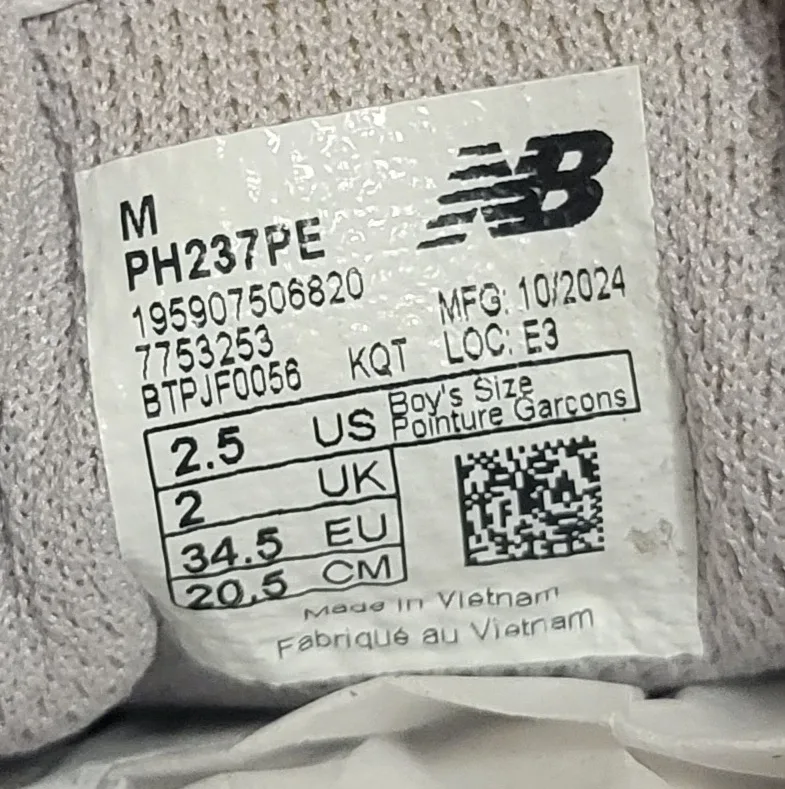 M
NB
PH237PE
195907506820
MFG: 10/2024
7753253
KQT LOC: E3
BTPJF0056
2.5 US Boy's Size
Pointure Garçons
2 UK
34.5 EU
20.5 CM
Made in Vietnam
Fabriqué au Vietnam